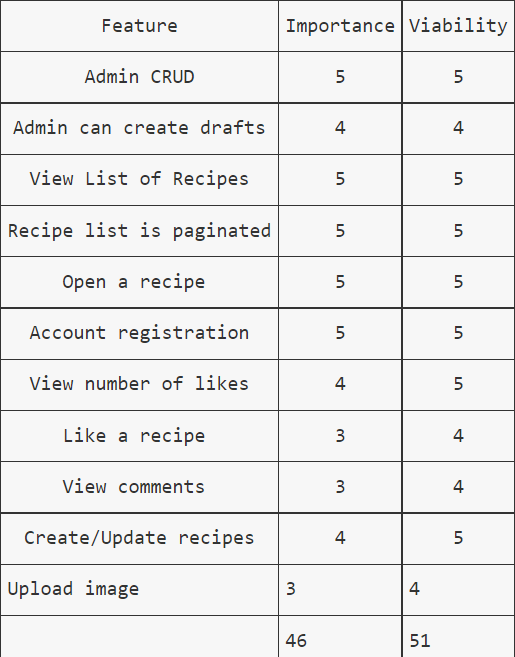 Feature Importance Viability
Admin CRUD 5 5
Admin can create drafts 4 4
View List of Recipes 5 5
Recipe list is paginated 5 5
Open a recipe 5 5
Account registration 5 5
View number of likes 4 5
Like a recipe 3 4
View comments 3 4
Create/Update recipes 4 5
Upload image 3 4
46 51